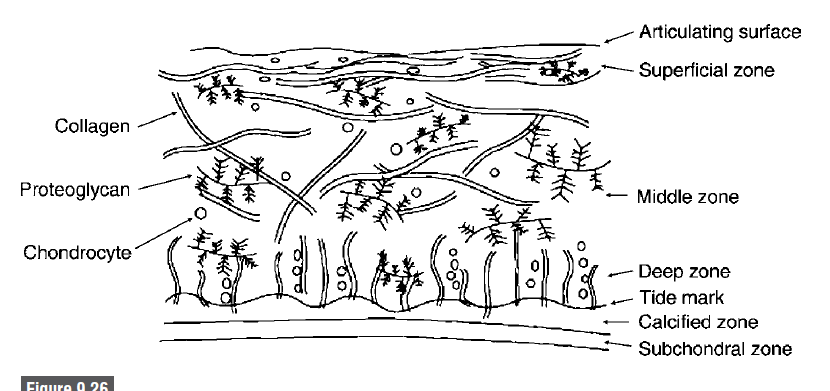 Articulating surface
Superficial zone
Collagen
Proteoglycan
Middle zone
Chondrocyte
Deep zone
Tide mark
Calcified zone
Subchondral zone
Figure 9.26